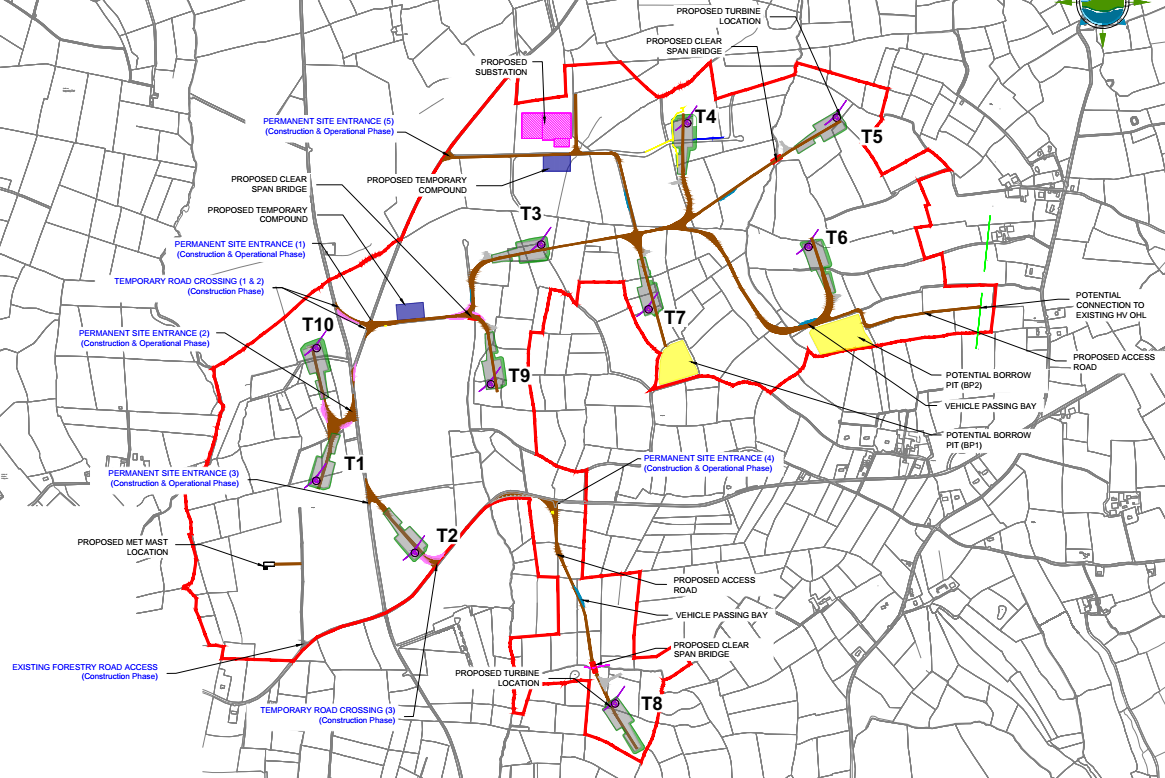 PROPOSED TURBINE
LOCATION
PROPOSED CLEAR
SPAN BRIDGE
PROPOSED
SUBSTATION
T4
T5
PERMANENT SITE ENTRANCE (5)
(Construction & Operational Phase)
PROPOSED CLEAR
SPAN BRIDGE
PROPOSED TEMPORARY
COMPOUND
PROPOSED TEMPORARY
COMPOUND
T3
T6
PERMANENT SITE ENTRANCE (1)
(Construction & Operational Phase)
TEMPORARY ROAD CROSSING (1 & 2)
(Construction Phase)
POTENTIAL
CONNECTION TO
EXISTING HV OHL
T10
T7
PERMANENT SITE ENTRANCE (2)
(Construction & Operational Phase)
PROPOSED ACCESS
ROAD
T9
POTENTIAL BORROW
PIT (BP2)
VEHICLE PASSING BAY
POTENTIAL BORROW
PIT (BP1)
T1
PERMANENT SITE ENTRANCE (4)
(Construction & Operational Phase)
PERMANENT SITE ENTRANCE (3)
(Construction & Operational Phase)
T2
PROPOSED MET MAST
LOCATION
PROPOSED ACCESS
ROAD
VEHICLE PASSING BAY
PROPOSED CLEAR
SPAN BRIDGE
EXISTING FORESTRY ROAD ACCESS
(Construction Phase)
PROPOSED TURBINE
LOCATION
T8
TEMPORARY ROAD CROSSING (3)
(Construction Phase)